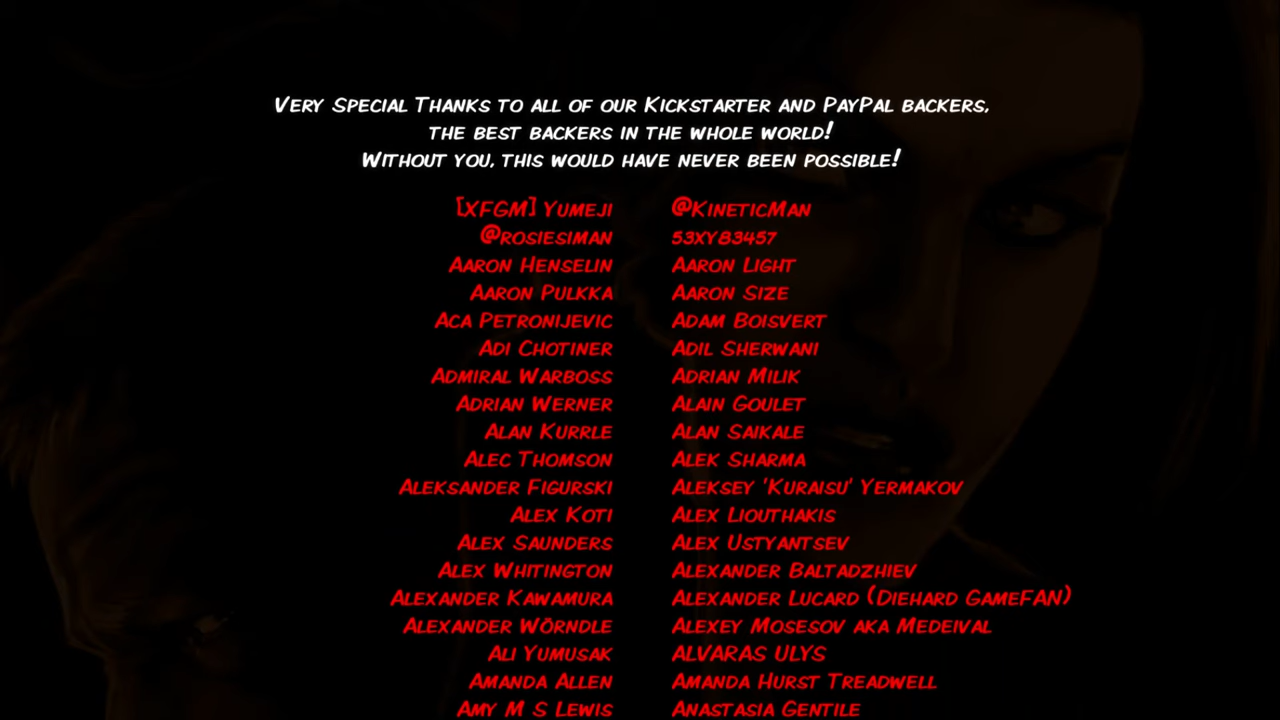 Very Special Thanks to all of our Kickstarter and PayPal backers,
the best backers in the whole world!
Without you, this would have never been possible!
[XFGM] Yumeji @KineticMan
@rosiesiman 53XY83457
Aaron Henselin Aaron Light
Aaron Pulkka Aaron Size
Aca Petronijevic Adam Boisvert
Adi Chotiner Adil Sherwani
Admiral Warboss Adrian Milik
Adrian Werner Alain Goulet
Alan Kurrle Alan Saikale
Alec Thomson Alek Sharma
Aleksander Figurski Aleksey 'Kuraisu' Yermakov
Alex Koti Alex Liouthakis
Alex Saunders Alex Ustyantsev
Alex Whitington Alexander Baltadzhiev
Alexander Kawamura Alexander Lucard (Diehard GameFAN)
Alexander Wörndle Alexey Mosesov aka Medeival
Ali Yumusak ALVARAS ULYS
Amanda Allen Amanda Hurst Treadwell
Amy M S Lewis Anastasia Gentile